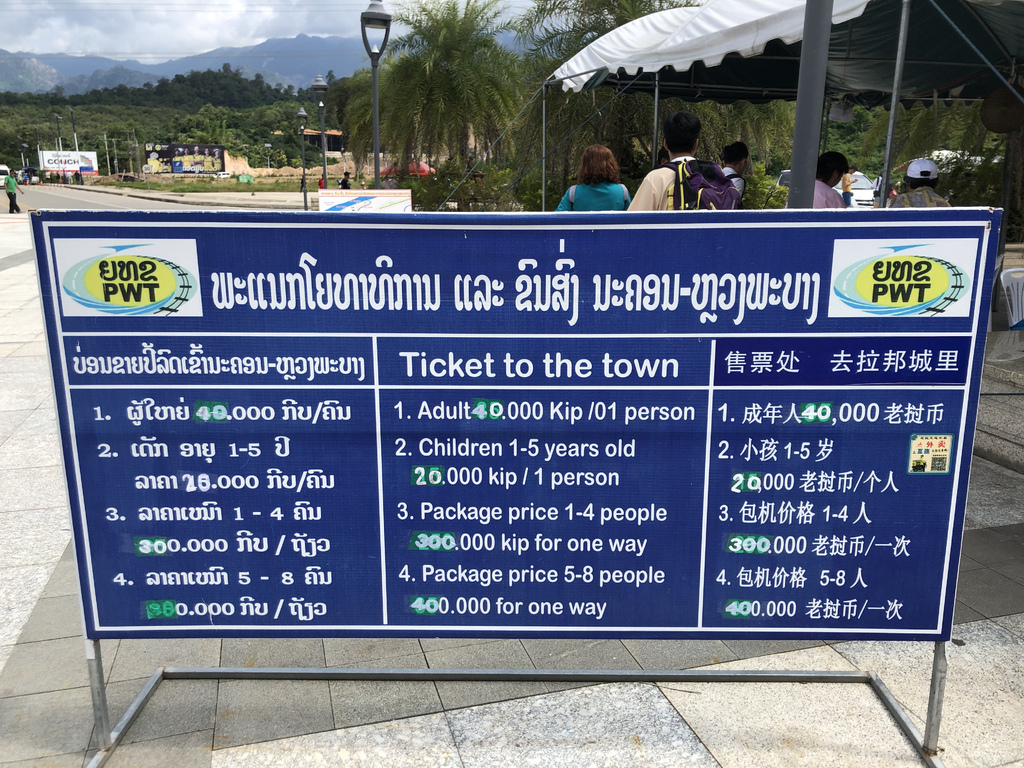 COUCH
ຍທຂ
PWT
ພະແນກໂຍທາທິການ ແລະ ຂົນສົ່ງ ນະຄອນ-ຫຼວງພະບາງ
ຍທຂ
PWT
ບ່ອນຂາຍປີ້ລົດເຂົ້ານະຄອນ-ຫຼວງພະບາງ
1. ຜູ້ໃຫຍ່ 40.000 ກີບ/ຄົນ
2. ເດັກ ອາຍຸ 1-5 ປີ
ລາຄາ 20.000 ກີບ/ຄົນ
3. ລາຄາເໝົາ 1 - 4 ຄົນ
300.000 ກີບ / ຖ້ຽວ
4. ລາຄາເໝົາ 5 - 8 ຄົນ
00.000 ກີບ / ຖ້ຽວ
Ticket to the town
1. Adult 40.000 Kip /01 person
2. Children 1-5 years old
20.000 kip / 1 person
3. Package price 1-4 people
300.000 kip for one way
4. Package price 5-8 people
400.000 for one way
售票处 去拉邦城里
1. 成年人 40,000 老挝币
2. 小孩 1-5 岁
20,000 老挝币/个人
3. 包机价格 1-4 人
300,000 老挝币/一次
4. 包机价格 5-8 人
400.000 老挝币/一次
外卖